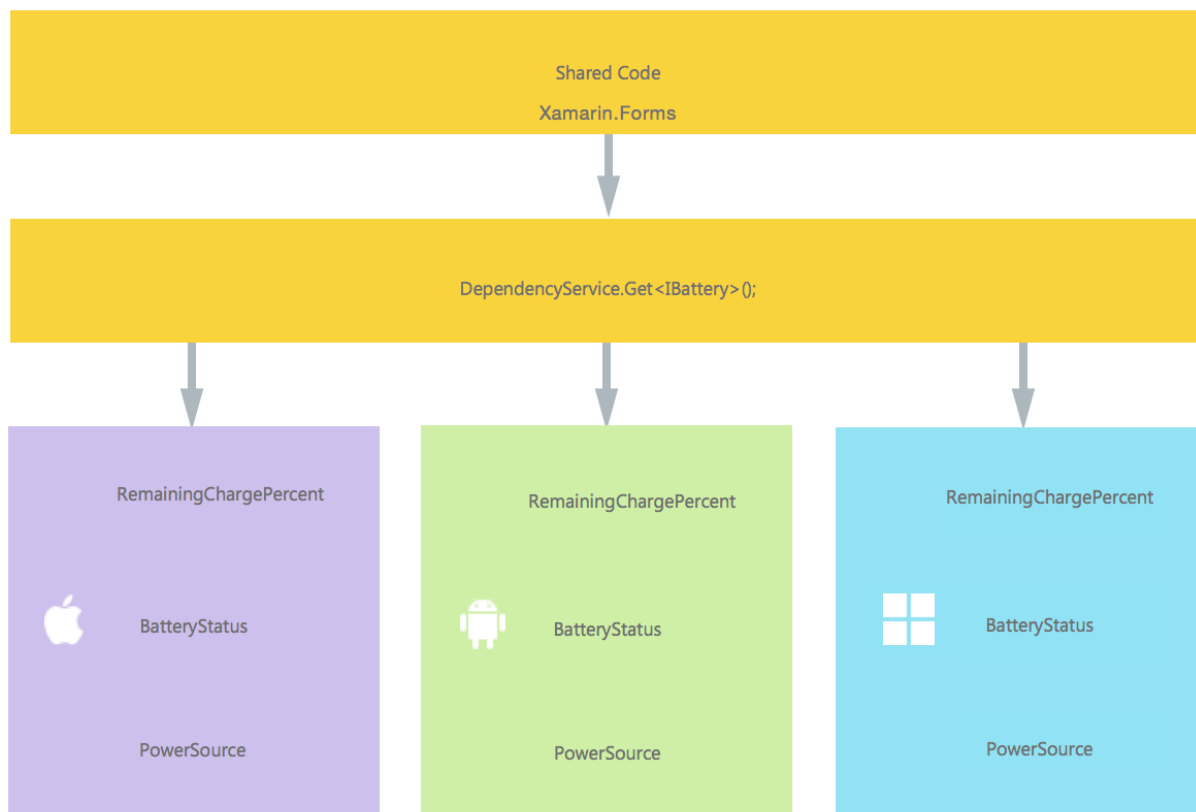 Shared Code
Xamarin.Forms
DependencyService.Get<IBattery>();
RemainingChargePercent
BatteryStatus
PowerSource
RemainingChargePercent
BatteryStatus
PowerSource
RemainingChargePercent
BatteryStatus
PowerSource